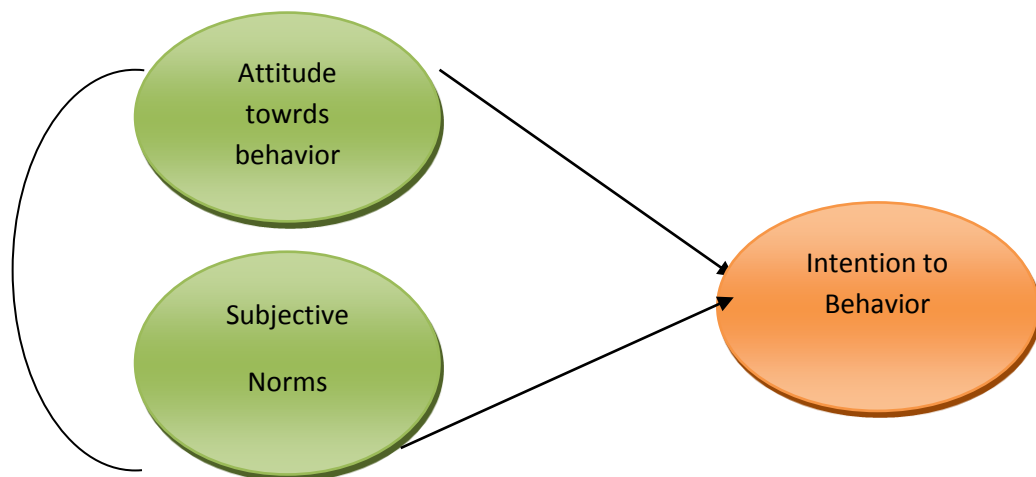 Attitude
towrds
behavior
Subjective
Norms
Intention to
Behavior